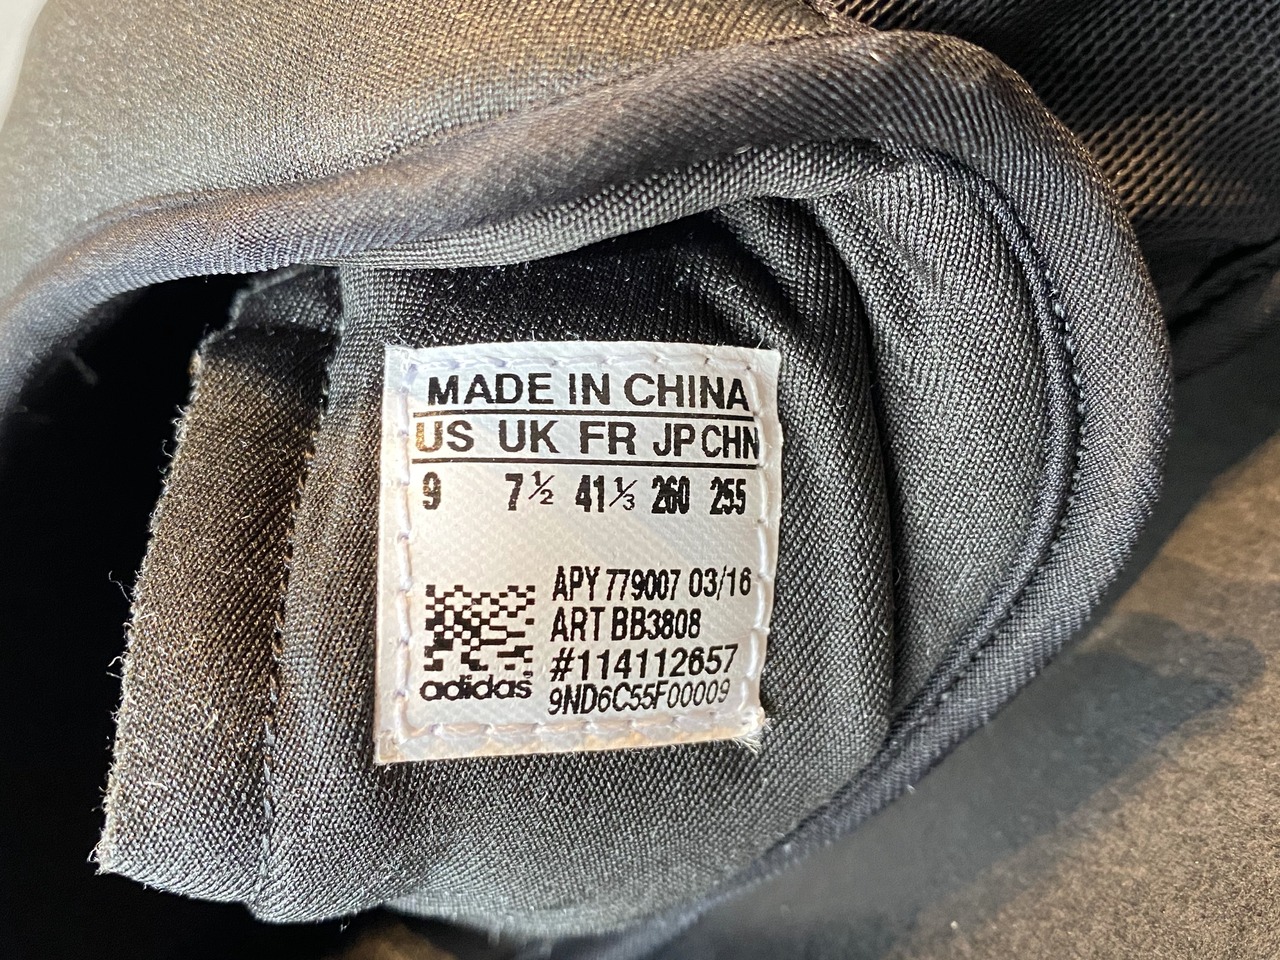 MADE IN CHINA
US UK FR JP CHN
9 7½ 41⅓ 260 255
APY 779007 03/16
ART BB3808
#114112657
9ND6C55F00009
adidas